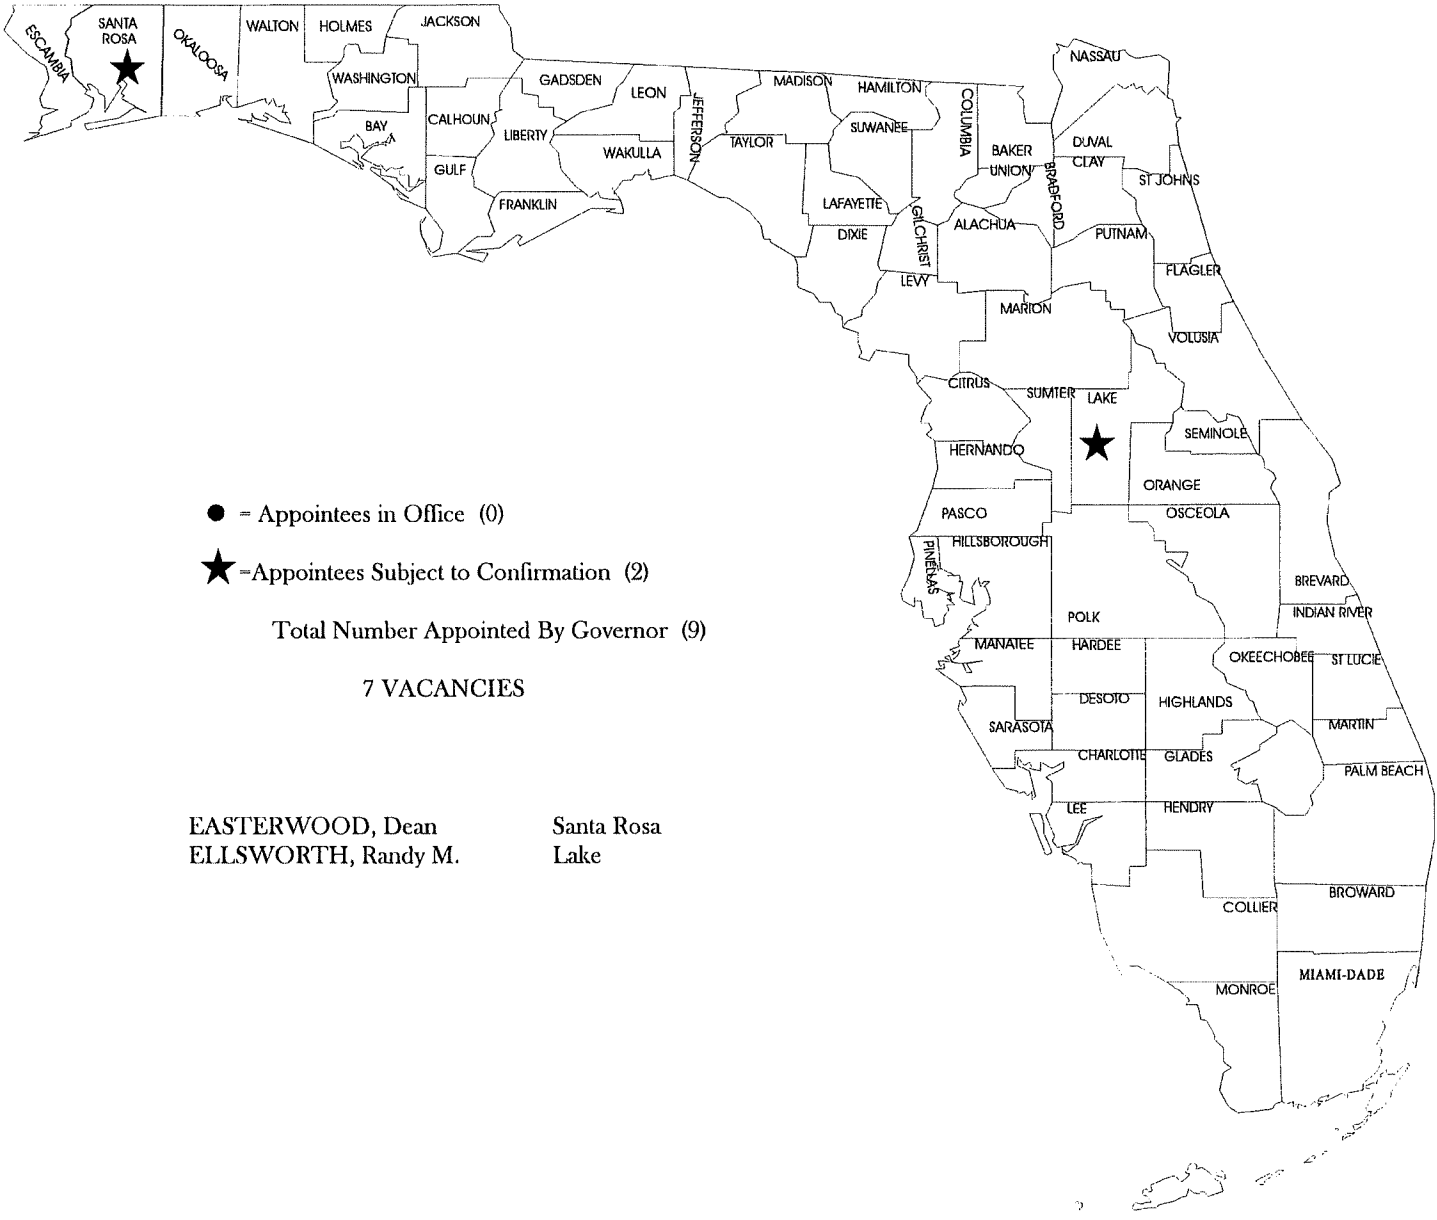 ESCAMBIA
SANTA
ROSA
OKALOOSA
WALTON
HOLMES
JACKSON
WASHINGTON
BAY
CALHOUN
GULF
GADSDEN
LIBERTY
FRANKLIN
LEON
WAKULLA
JEFFERSON
MADISON
TAYLOR
HAMILTON
SUWANEE
LAFAYETTE
DIXIE
COLUMBIA
GILCHRIST
LEVY
NASSAU
BAKER
UNION
BRADFORD
DUVAL
CLAY
ST JOHNS
ALACHUA
PUTNAM
FLAGLER
MARION
VOLUSIA
CITRUS
SUMTER
LAKE
SEMINOLE
HERNANDO
ORANGE
PASCO
OSCEOLA
HILLSBOROUGH
PINELLAS
BREVARD
INDIAN RIVER
POLK
MANATEE
HARDEE
OKEECHOBEE
ST LUCIE
DESOTO
HIGHLANDS
SARASOTA
MARTIN
CHARLOTTE
GLADES
PALM BEACH
LEE
HENDRY
BROWARD
COLLIER
MIAMI-DADE
MONROE
= Appointees in Office (0)
=Appointees Subject to Confirmation (2)
Total Number Appointed By Governor (9)
7 VACANCIES
EASTERWOOD, Dean Santa Rosa
ELLSWORTH, Randy M. Lake